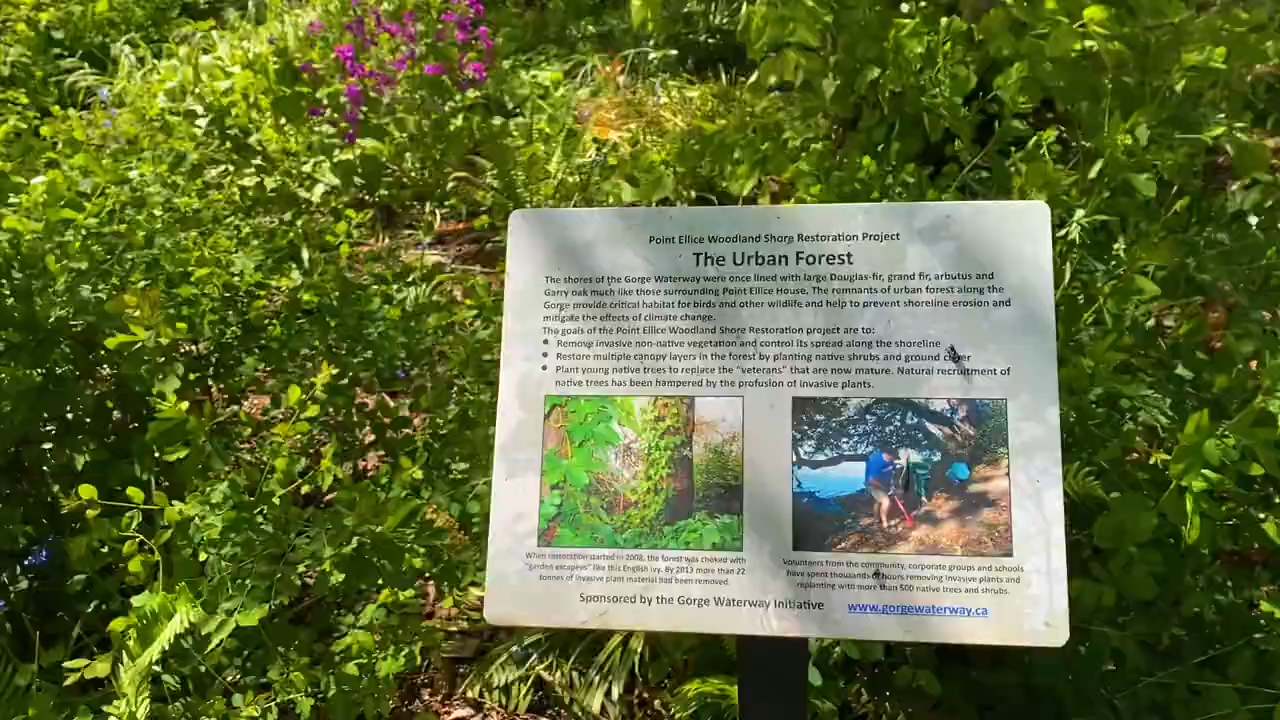 Point Ellice Woodland Shore Restoration Project
The Urban Forest
The shores of the Gorge Waterway were once lined with large Douglas-fir, grand fir, arbutus and
Garry oak much like those surrounding Point Ellice House. The remnants of urban forest along the
Gorge provide critical habitat for birds and other wildlife and help to prevent shoreline erosion and
mitigate the effects of climate change.
The goals of the Point Ellice Woodland Shore Restoration project are to:
• Remove invasive non-native vegetation and control its spread along the shoreline
• Restore multiple canopy layers in the forest by planting native shrubs and ground cover
• Plant young native trees to replace the "veterans" that are now mature. Natural recruitment of
native trees has been hampered by the profusion of invasive plants.
When restoration started in 2008, the forest was choked with
"garden escapees" like this English ivy. By 2013 more than 22
tonnes of invasive plant material had been removed.
Volunteers from the community, corporate groups and schools
have spent thousands of hours removing invasive plants and
replanting with more than 500 native trees and shrubs.
Sponsored by the Gorge Waterway Initiative
www.gorgewaterway.ca